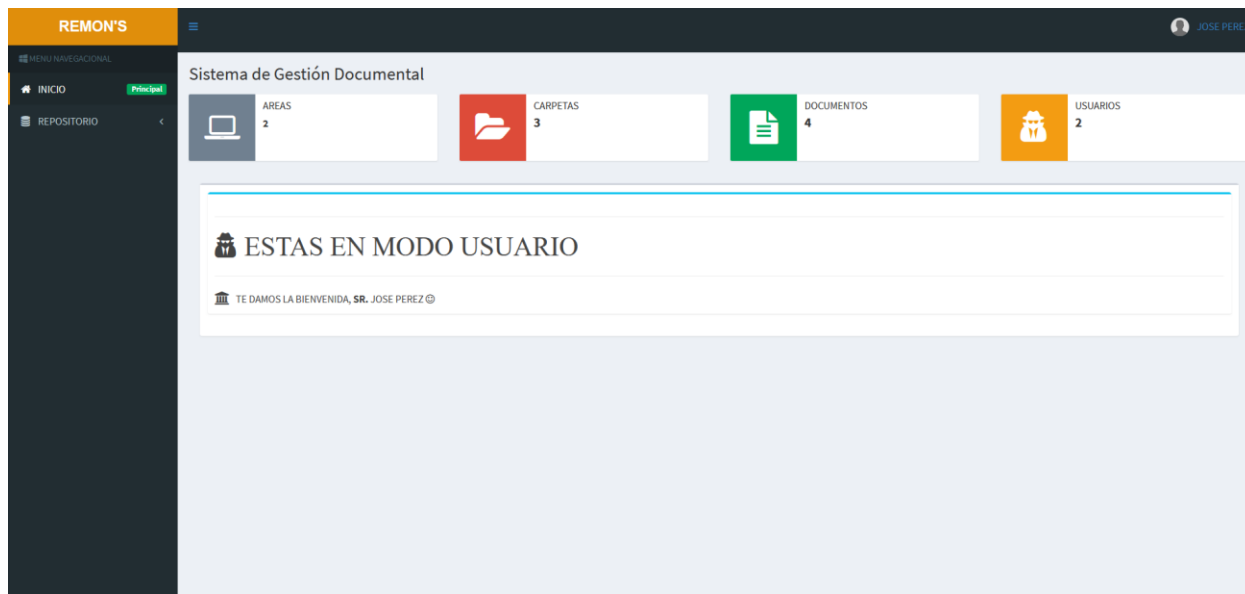 REMON'S
JOSE PERE
MENU NAVEGACIONAL
INICIO Principal
REPOSITORIO
Sistema de Gestión Documental
AREAS
2
CARPETAS
3
DOCUMENTOS
4
USUARIOS
2
ESTAS EN MODO USUARIO
TE DAMOS LA BIENVENIDA, SR. JOSE PEREZ